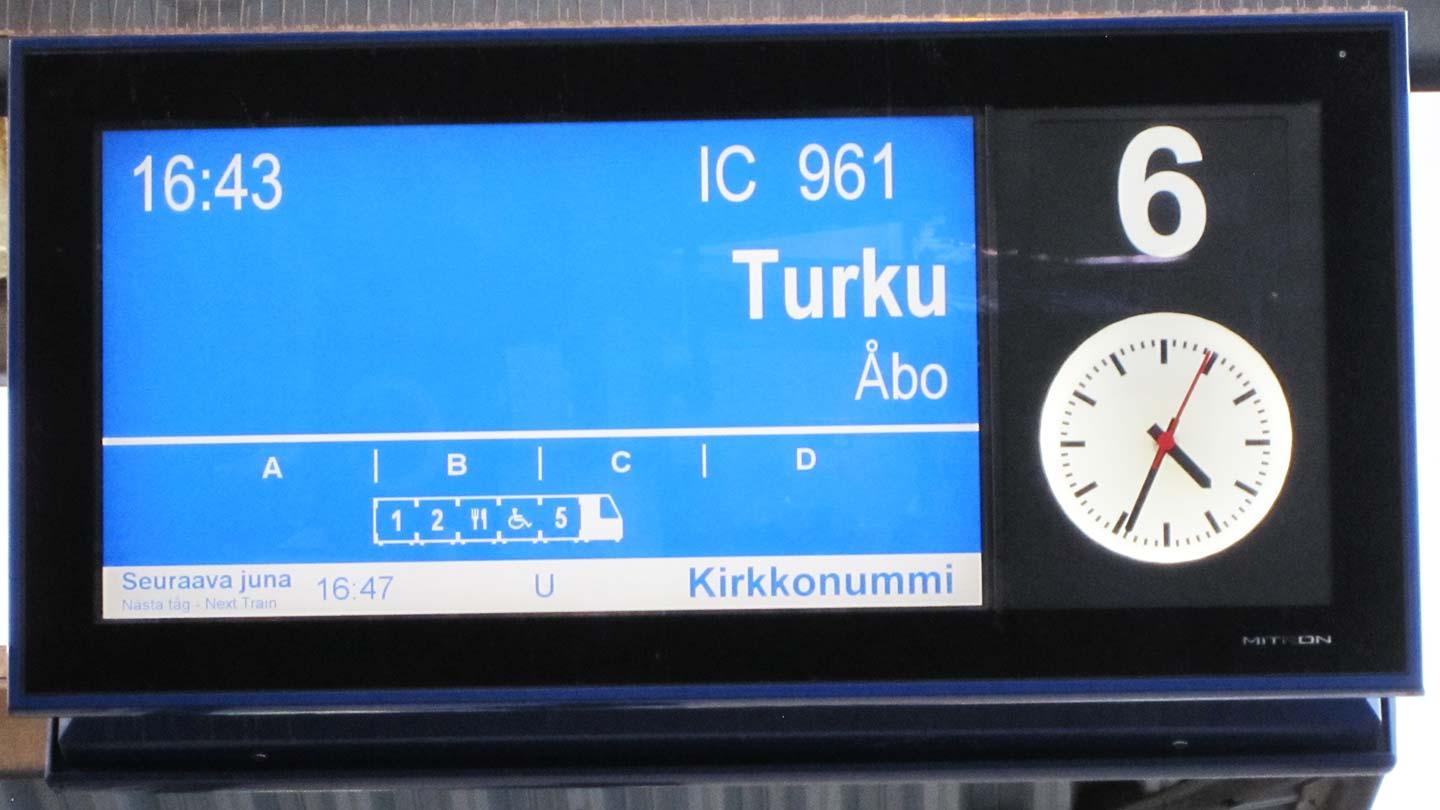 16:43 IC 961 6
Turku
Åbo
A | B | C | D
1 2 5
Seuraava juna 16:47 U Kirkkonummi
Nästa tåg - Next Train
MITRON